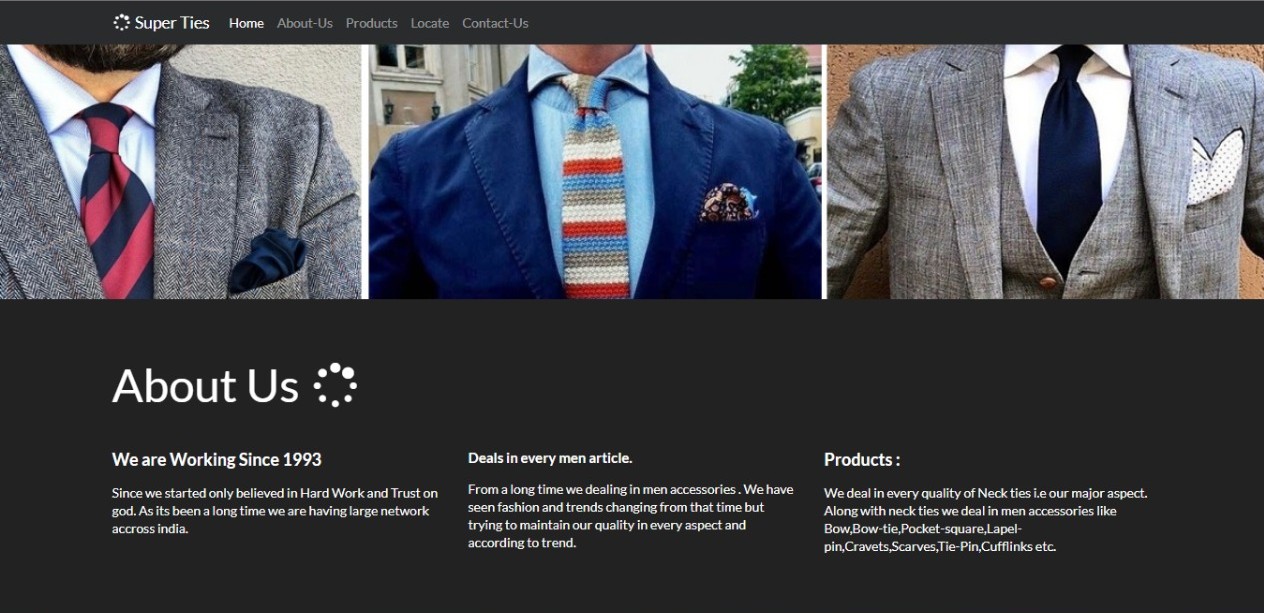 Super Ties Home About-Us Products Locate Contact-Us
About Us
We are Working Since 1993
Since we started only believed in Hard Work and Trust on
god. As its been a long time we are having large network
accross india.
Deals in every men article.
From a long time we dealing in men accessories . We have
seen fashion and trends changing from that time but
trying to maintain our quality in every aspect and
according to trend.
Products :
We deal in every quality of Neck ties i.e our major aspect.
Along with neck ties we deal in men accessories like
Bow,Bow-tie,Pocket-square,Lapel-
pin,Cravets,Scarves,Tie-Pin,Cufflinks etc.